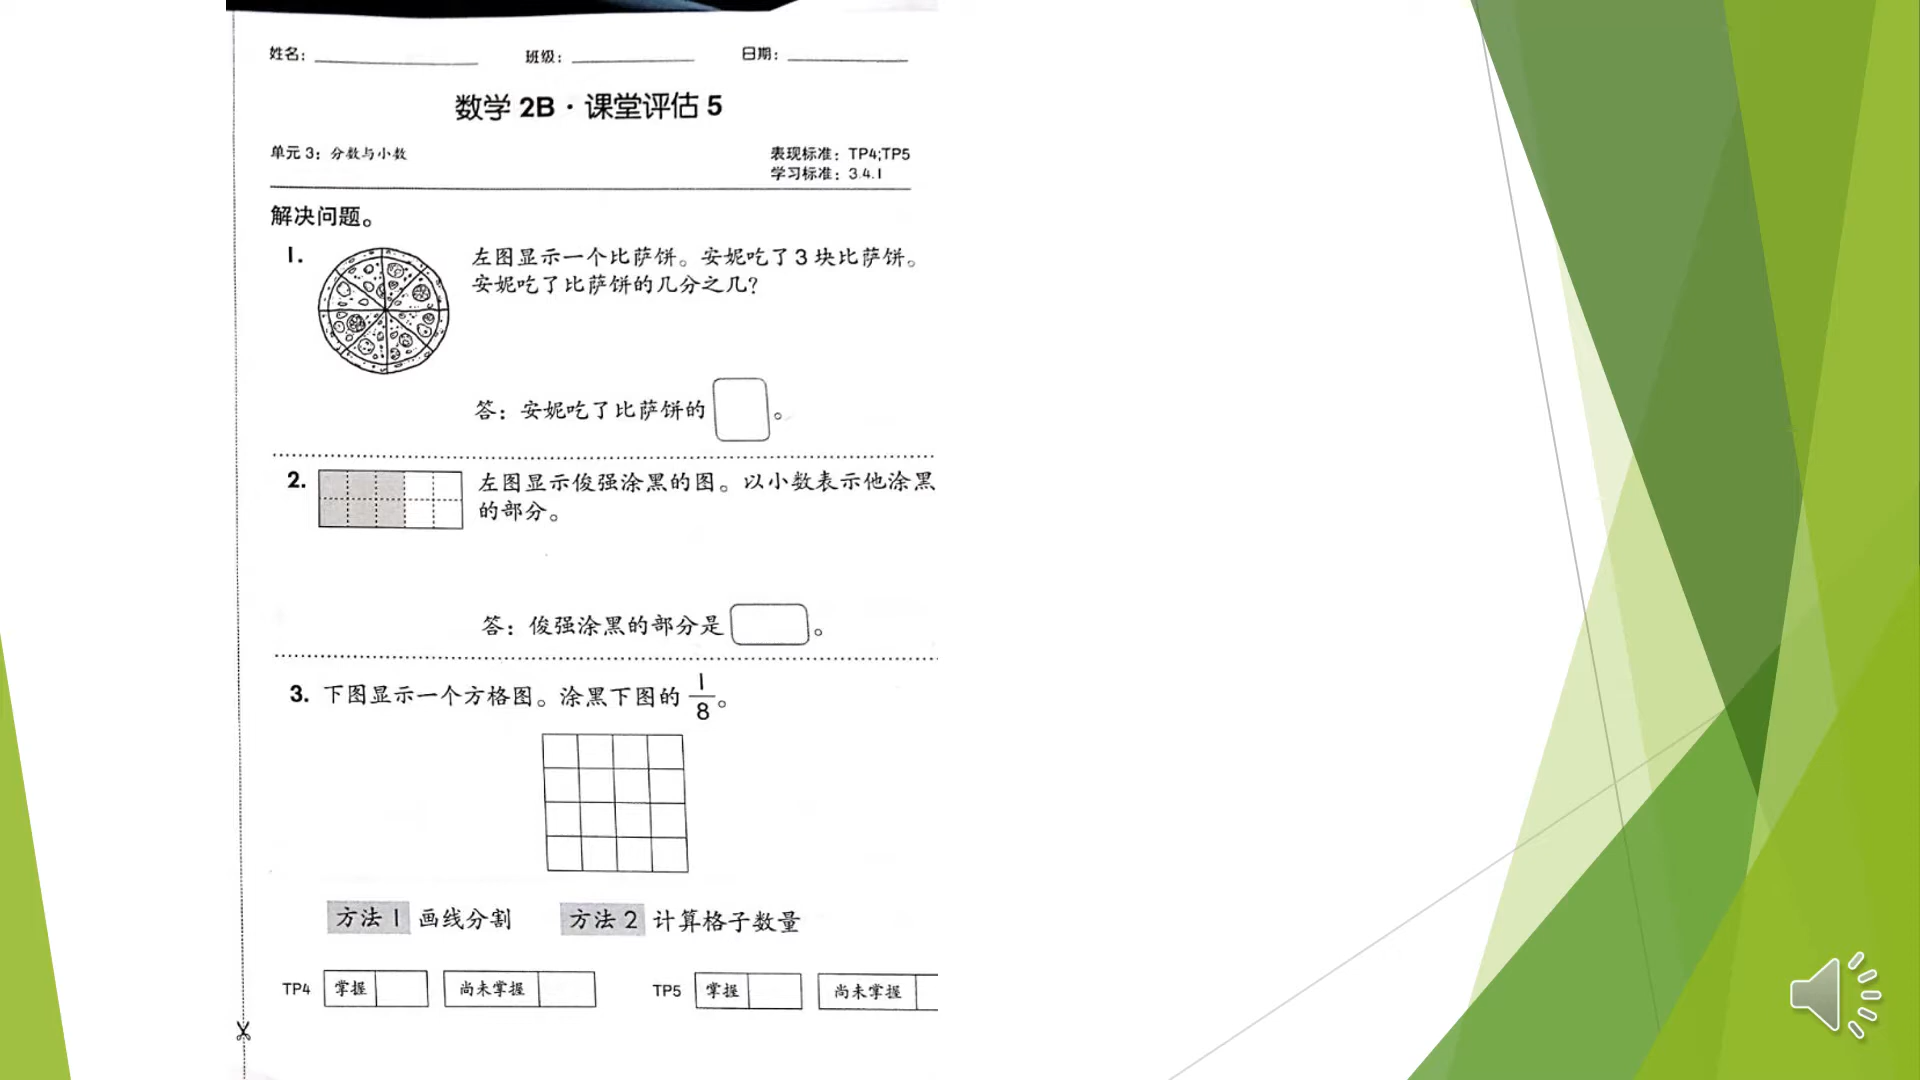 姓名： 班级： 日期：
数学 2B · 课堂评估 5
单元 3：分数与小数 表现标准：TP4;TP5
学习标准：3.4.1
解决问题。
1. 左图显示一个比萨饼。安妮吃了 3 块比萨饼。
安妮吃了比萨饼的几分之几？
答：安妮吃了比萨饼的 。
2. 左图显示俊强涂黑的图。以小数表示他涂黑
的部分。
答：俊强涂黑的部分是 。
3. 下图显示一个方格图。涂黑下图的 1/8。
方法 1 画线分割 方法 2 计算格子数量
TP4 掌握 尚未掌握 TP5 掌握 尚未掌握